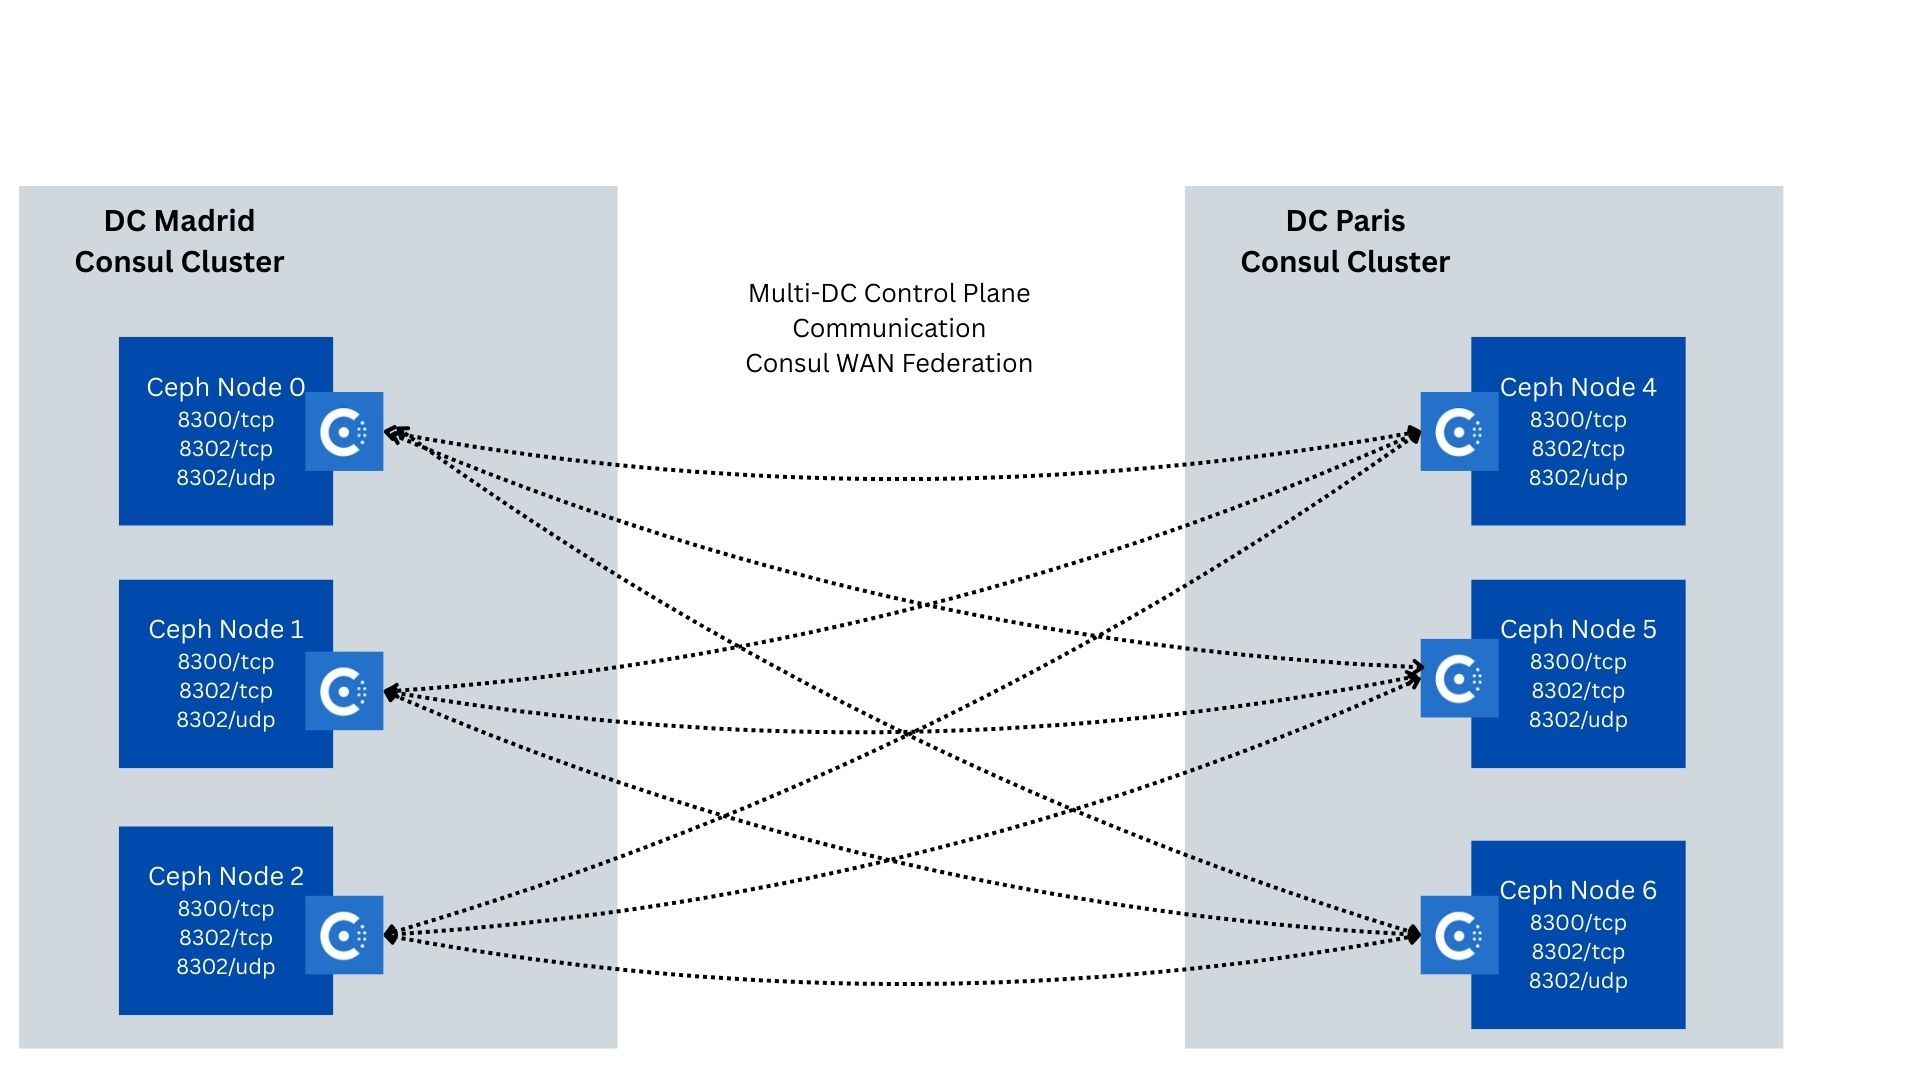 DC Madrid
Consul Cluster
DC Paris
Consul Cluster
Multi-DC Control Plane
Communication
Consul WAN Federation
Ceph Node 0
8300/tcp
8302/tcp
8302/udp
Ceph Node 4
8300/tcp
8302/tcp
8302/udp
Ceph Node 1
8300/tcp
8302/tcp
8302/udp
Ceph Node 5
8300/tcp
8302/tcp
8302/udp
Ceph Node 2
8300/tcp
8302/tcp
8302/udp
Ceph Node 6
8300/tcp
8302/tcp
8302/udp